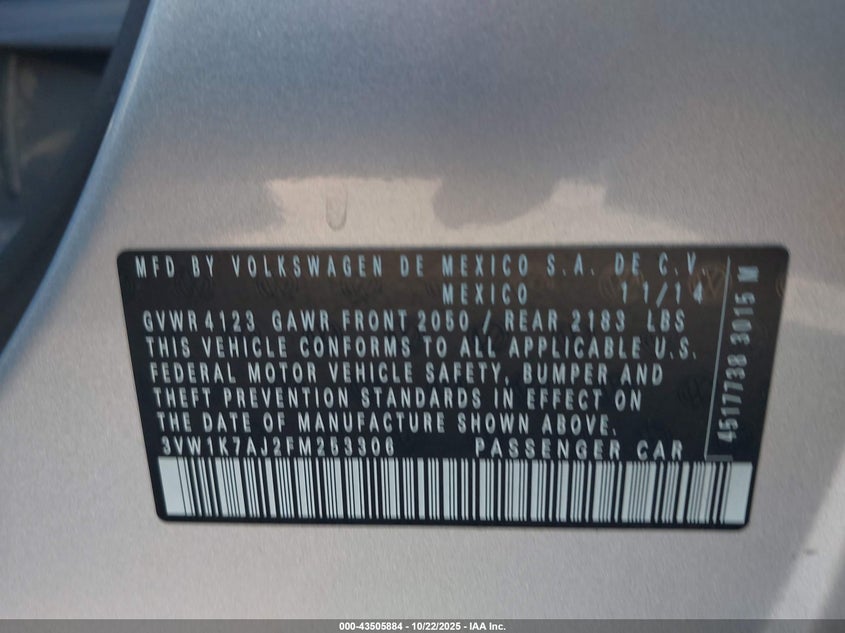 MFD BY VOLKSWAGEN DE MEXICO S.A. DE C.V.
MEXICO 11/14
GVWR 4123 GAWR FRONT 2050 / REAR 2183 LBS
THIS VEHICLE CONFORMS TO ALL APPLICABLE U.S.
FEDERAL MOTOR VEHICLE SAFETY, BUMPER AND
THEFT PREVENTION STANDARDS IN EFFECT ON
THE DATE OF MANUFACTURE SHOWN ABOVE.
3VW1K7AJ2FM253306 PASSENGER CAR
4517738 3015 M
000-43505884 - 10/22/2025 - IAA Inc.